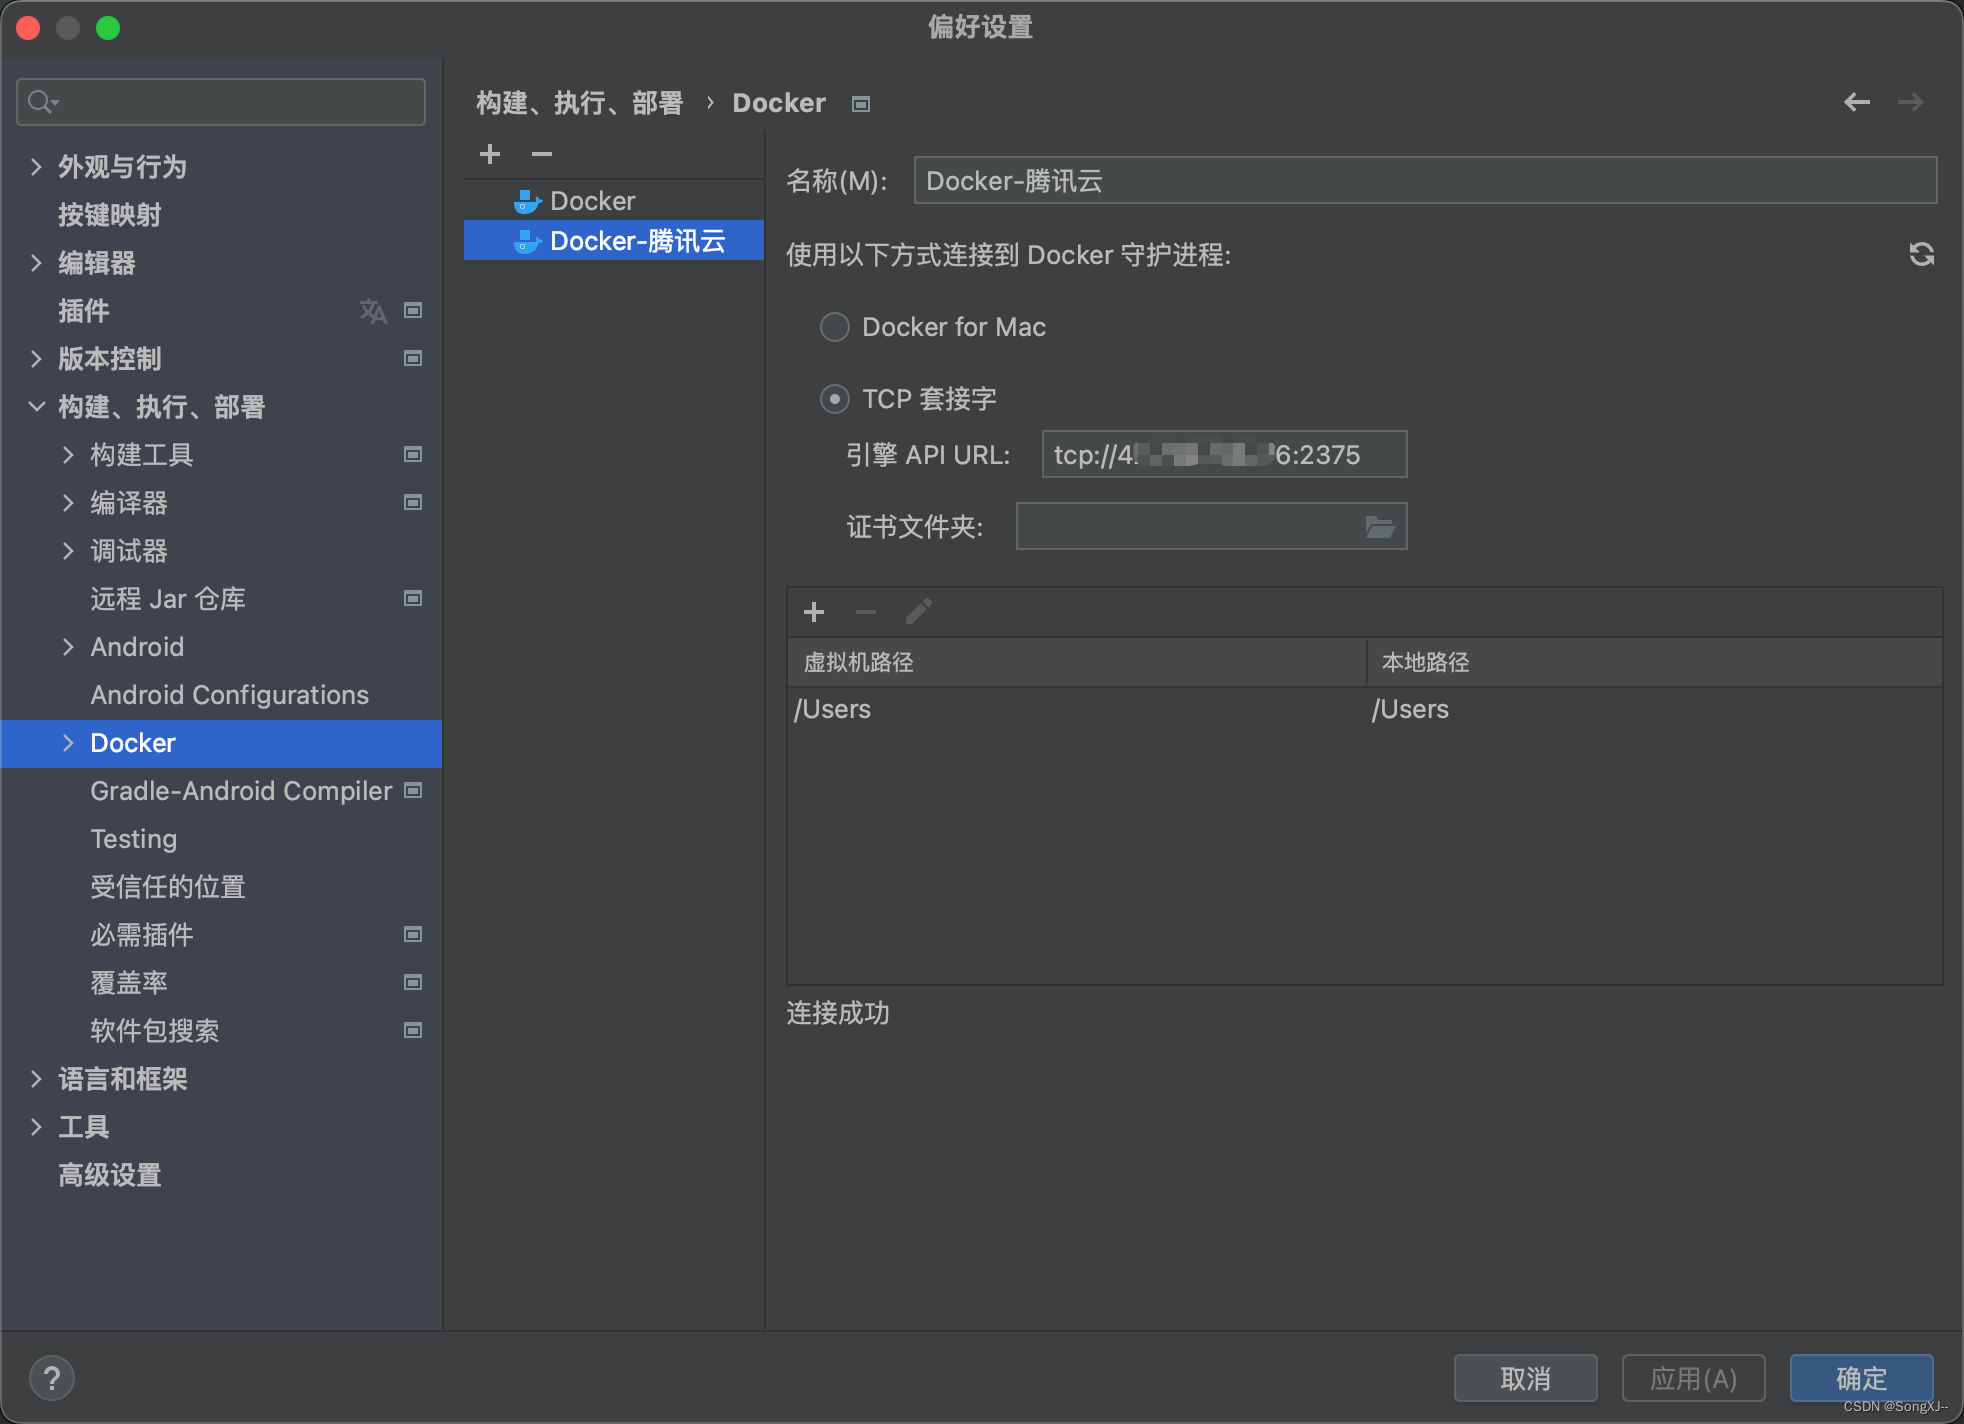 偏好设置
外观与行为
按键映射
编辑器
插件
版本控制
构建、执行、部署
构建工具
编译器
调试器
远程 Jar 仓库
Android
Android Configurations
Docker
Gradle-Android Compiler
Testing
受信任的位置
必需插件
覆盖率
软件包搜索
语言和框架
工具
高级设置
构建、执行、部署 › Docker
Docker
Docker-腾讯云
名称(M): Docker-腾讯云
使用以下方式连接到 Docker 守护进程:
Docker for Mac
TCP 套接字
引擎 API URL: tcp://4 6:2375
证书文件夹:
虚拟机路径 本地路径
/Users /Users
连接成功
? 取消 应用(A) 确定
CSDN @SongXJ--